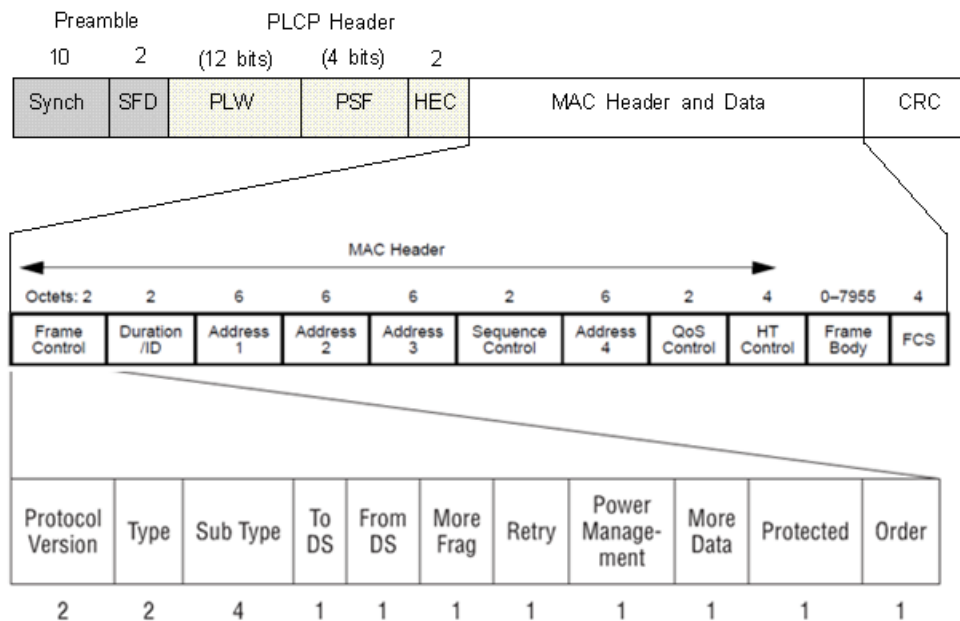 Preamble PLCP Header
10 2 (12 bits) (4 bits) 2
Synch SFD PLW PSF HEC MAC Header and Data CRC
MAC Header
Octets: 2 2 6 6 6 2 6 2 4 0–7955 4
Frame Control Duration /ID Address 1 Address 2 Address 3 Sequence Control Address 4 QoS Control HT Control Frame Body FCS
Protocol Version Type Sub Type To DS From DS More Frag Retry Power Manage- ment More Data Protected Order
2 2 4 1 1 1 1 1 1 1 1